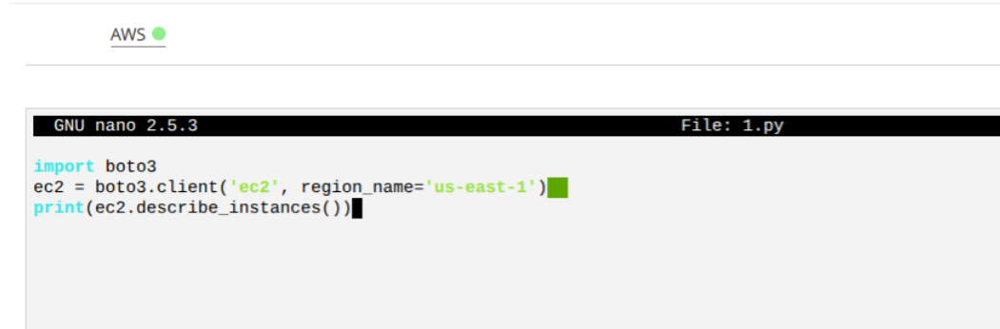 AWS
GNU nano 2.5.3 File: 1.py
import boto3
ec2 = boto3.client('ec2', region_name='us-east-1')
print(ec2.describe_instances())